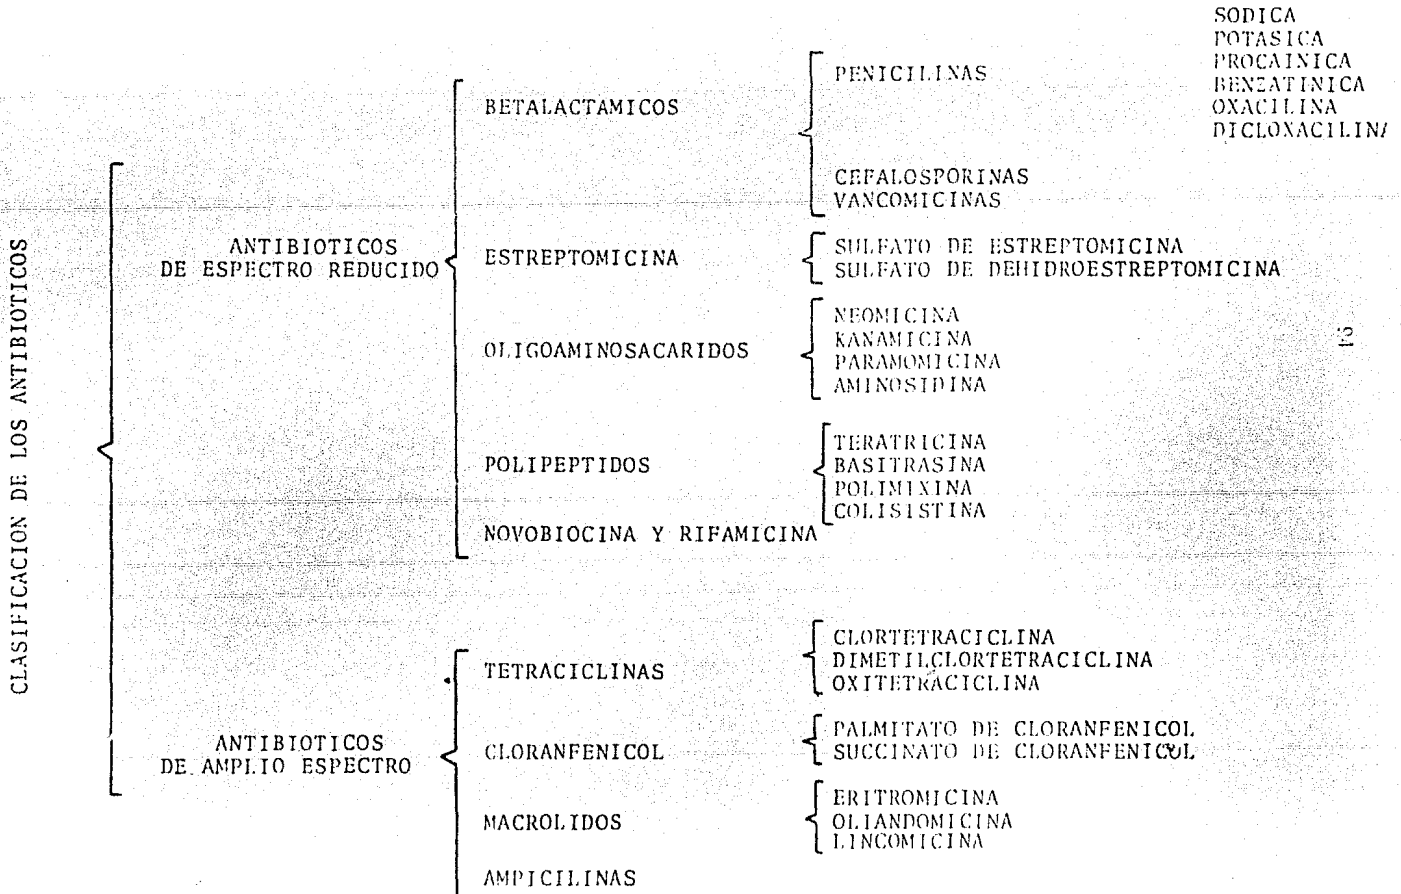 CLASIFICACION DE LOS ANTIBIOTICOS
ANTIBIOTICOS
DE ESPECTRO REDUCIDO
BETALACTAMICOS
PENICILINAS
SODICA
POTASICA
PROCAINICA
BENZATINICA
OXACILINA
DICLOXACILINA
CEFALOSPORINAS
VANCOMICINAS
ESTREPTOMICINA
SULFATO DE ESTREPTOMICINA
SULFATO DE DEHIDROESTREPTOMICINA
OLIGOAMINOSACARIDOS
NEOMICINA
KANAMICINA
PARAMOMICINA
AMINOSIDINA
POLIPEPTIDOS
TERATRICINA
BASITRASINA
POLIMIXINA
COLISISTINA
NOVOBIOCINA Y RIFAMICINA
ANTIBIOTICOS
DE AMPLIO ESPECTRO
TETRACICLINAS
CLORTETRACICLINA
DIMETILCLORTETRACICLINA
OXITETRACICLINA
CLORANFENICOL
PALMITATO DE CLORANFENICOL
SUCCINATO DE CLORANFENICOL
MACROLIDOS
ERITROMICINA
OLIANDOMICINA
LINCOMICINA
AMPICILINAS